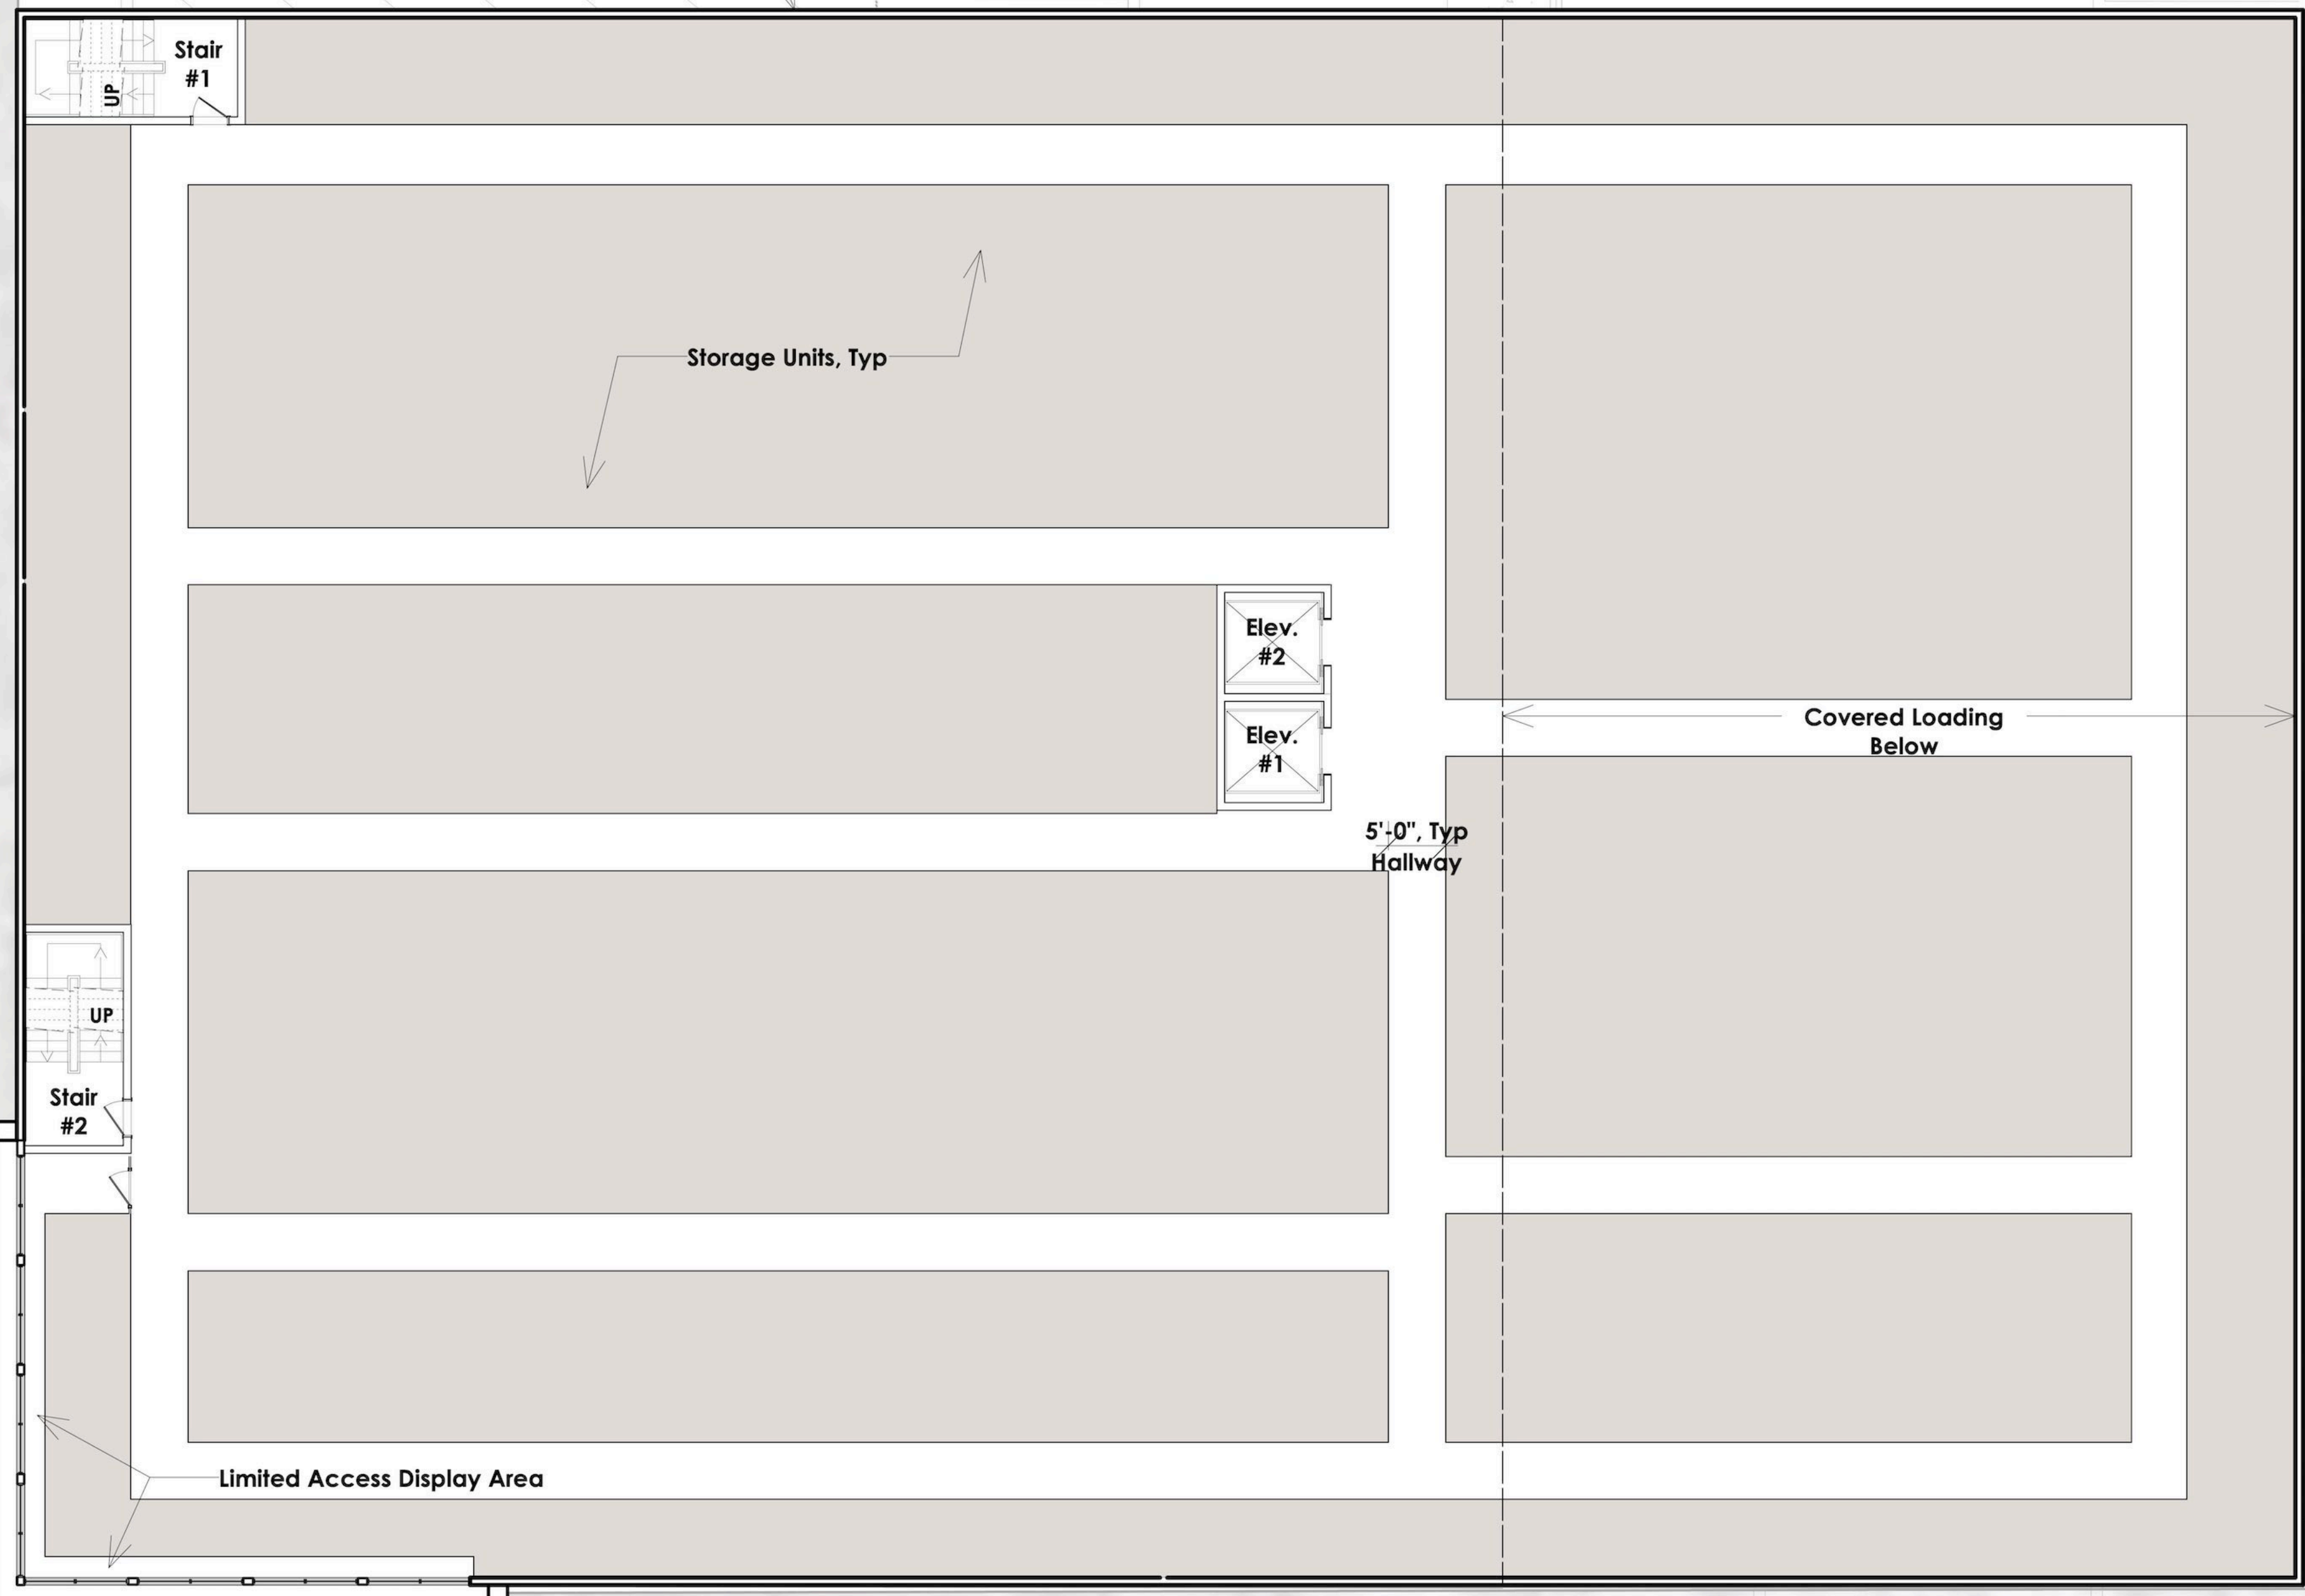 Stair
#1
UP
Storage Units, Typ
Elev.
#2
Elev.
#1
Covered Loading
Below
5'-0", Typ
Hallway
UP
Stair
#2
Limited Access Display Area